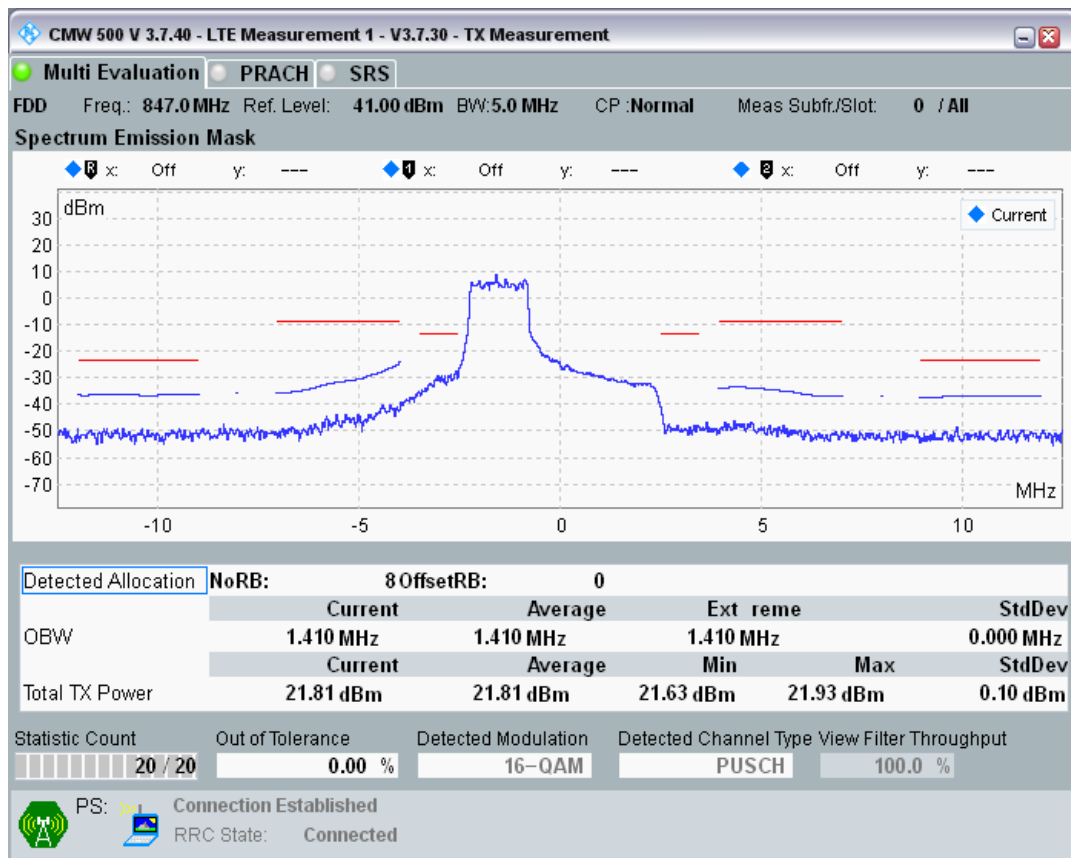 CMW 500 V 3.7.40 - LTE Measurement 1 - V3.7.30 - TX Measurement
Multi Evaluation PRACH SRS
FDD Freq.: 847.0 MHz Ref. Level: 41.00 dBm BW:5.0 MHz CP :Normal Meas Subfr./Slot: 0 / All
Spectrum Emission Mask
R x: Off y: --- 1 x: Off y: --- 2 x: Off y: ---
dBm
Current
30
20
10
0
-10
-20
-30
-40
-50
-60
-70
MHz
-10 -5 0 5 10
Detected Allocation NoRB: 8 OffsetRB: 0
Current Average Ext reme StdDev
OBW 1.410 MHz 1.410 MHz 1.410 MHz 0.000 MHz
Current Average Min Max StdDev
Total TX Power 21.81 dBm 21.81 dBm 21.63 dBm 21.93 dBm 0.10 dBm
Statistic Count Out of Tolerance Detected Modulation Detected Channel Type View Filter Throughput
20 / 20 0.00 % 16-QAM PUSCH 100.0 %
PS: Connection Established
RRC State: Connected